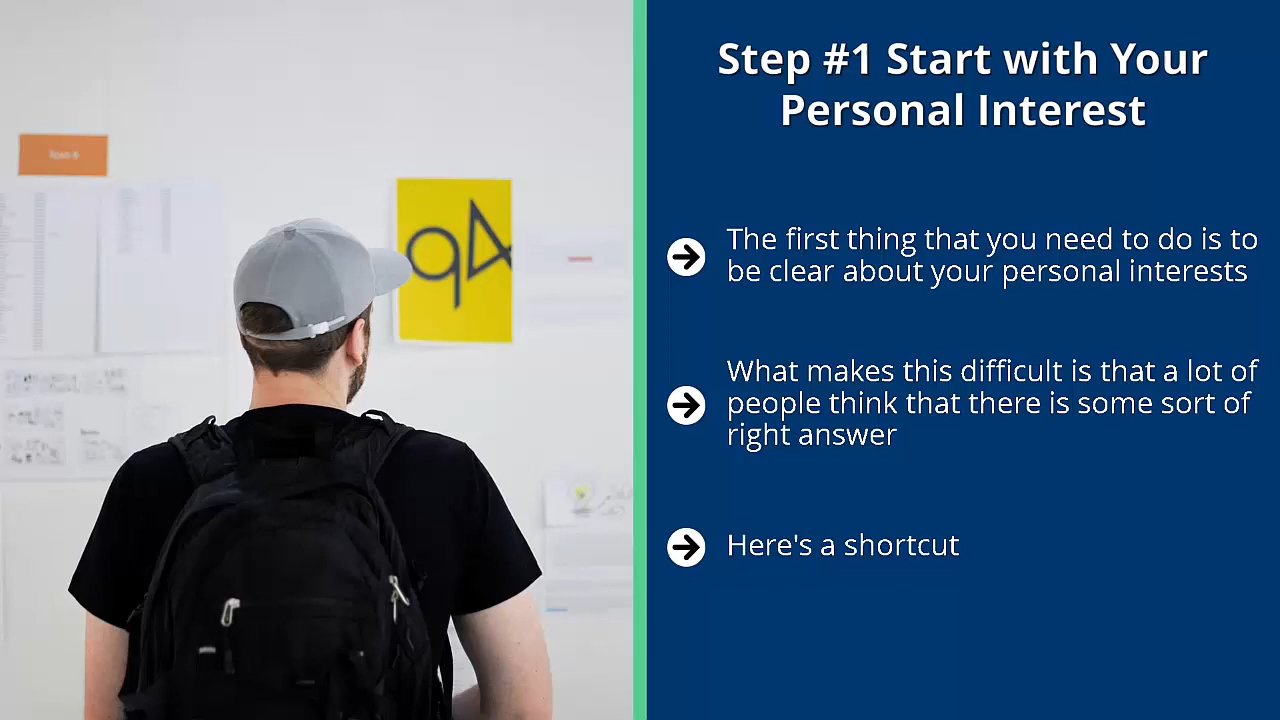 Step #1 Start with Your
Personal Interest
94
The first thing that you need to do is to
be clear about your personal interests
What makes this difficult is that a lot of
people think that there is some sort of
right answer
Here's a shortcut